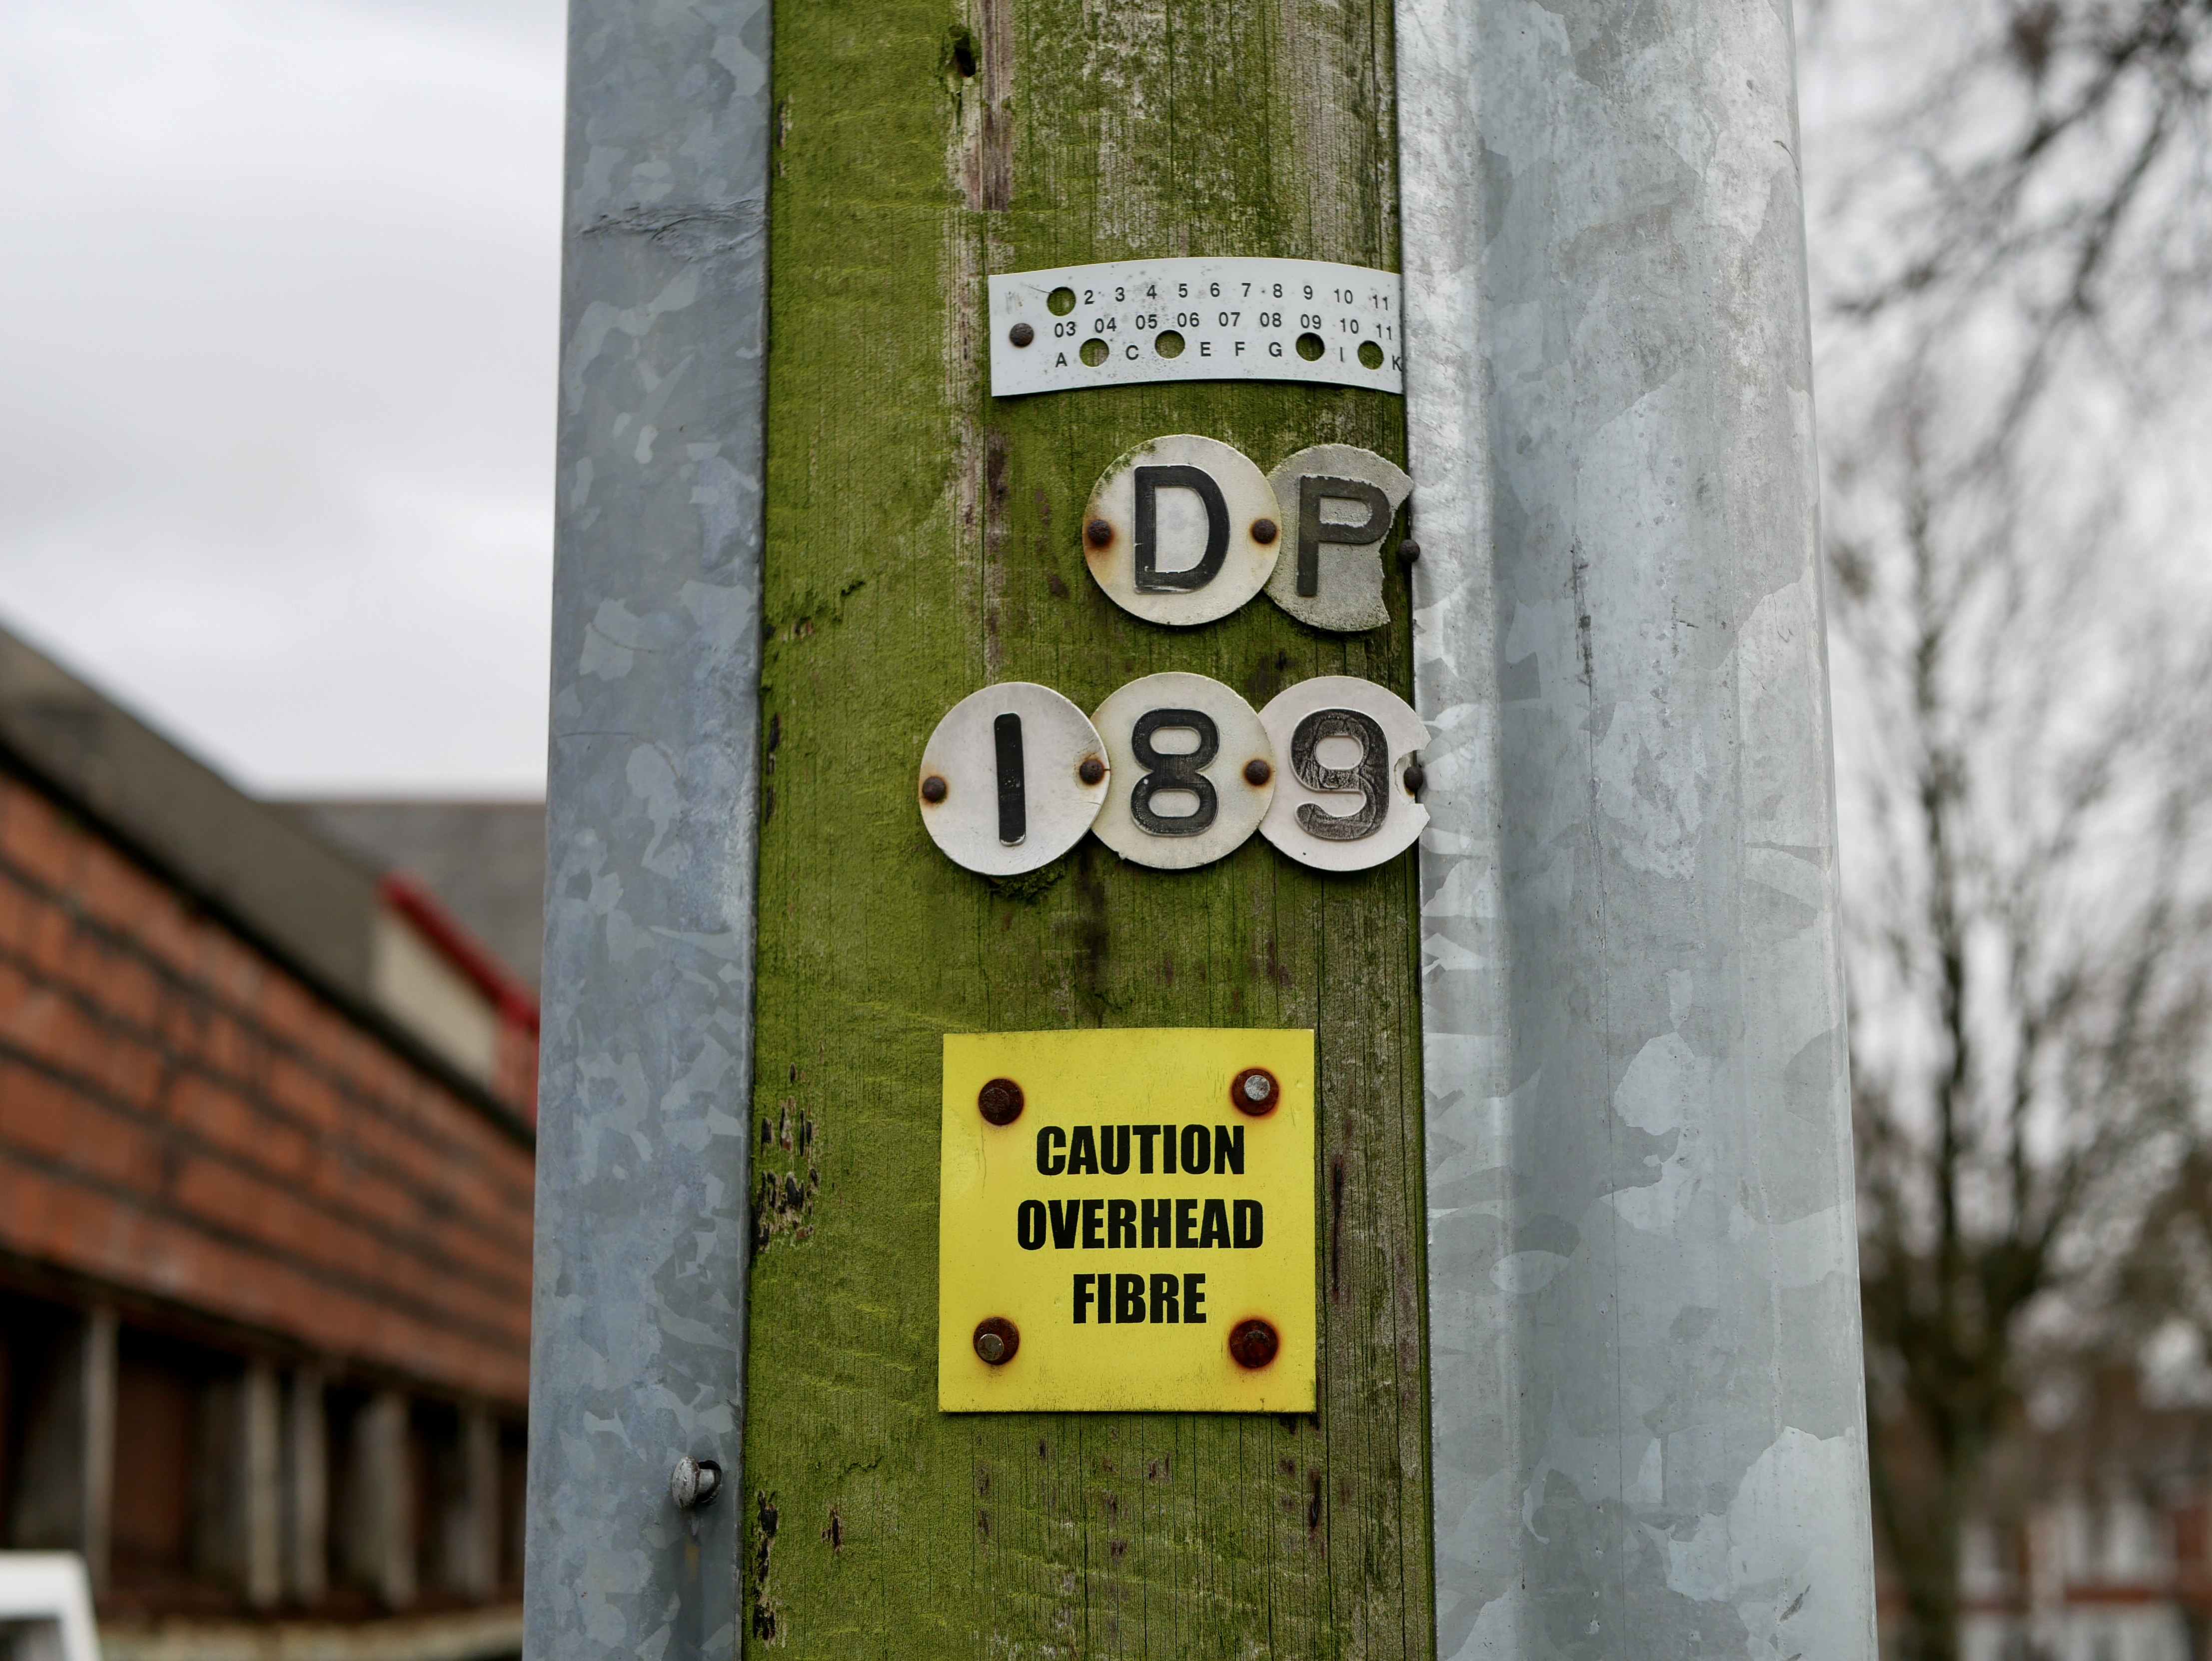 2 3 4 5 6 7 8 9 10 11
03 04 05 06 07 08 09 10 11
A C E F G I K
DP
189
CAUTION
OVERHEAD
FIBRE